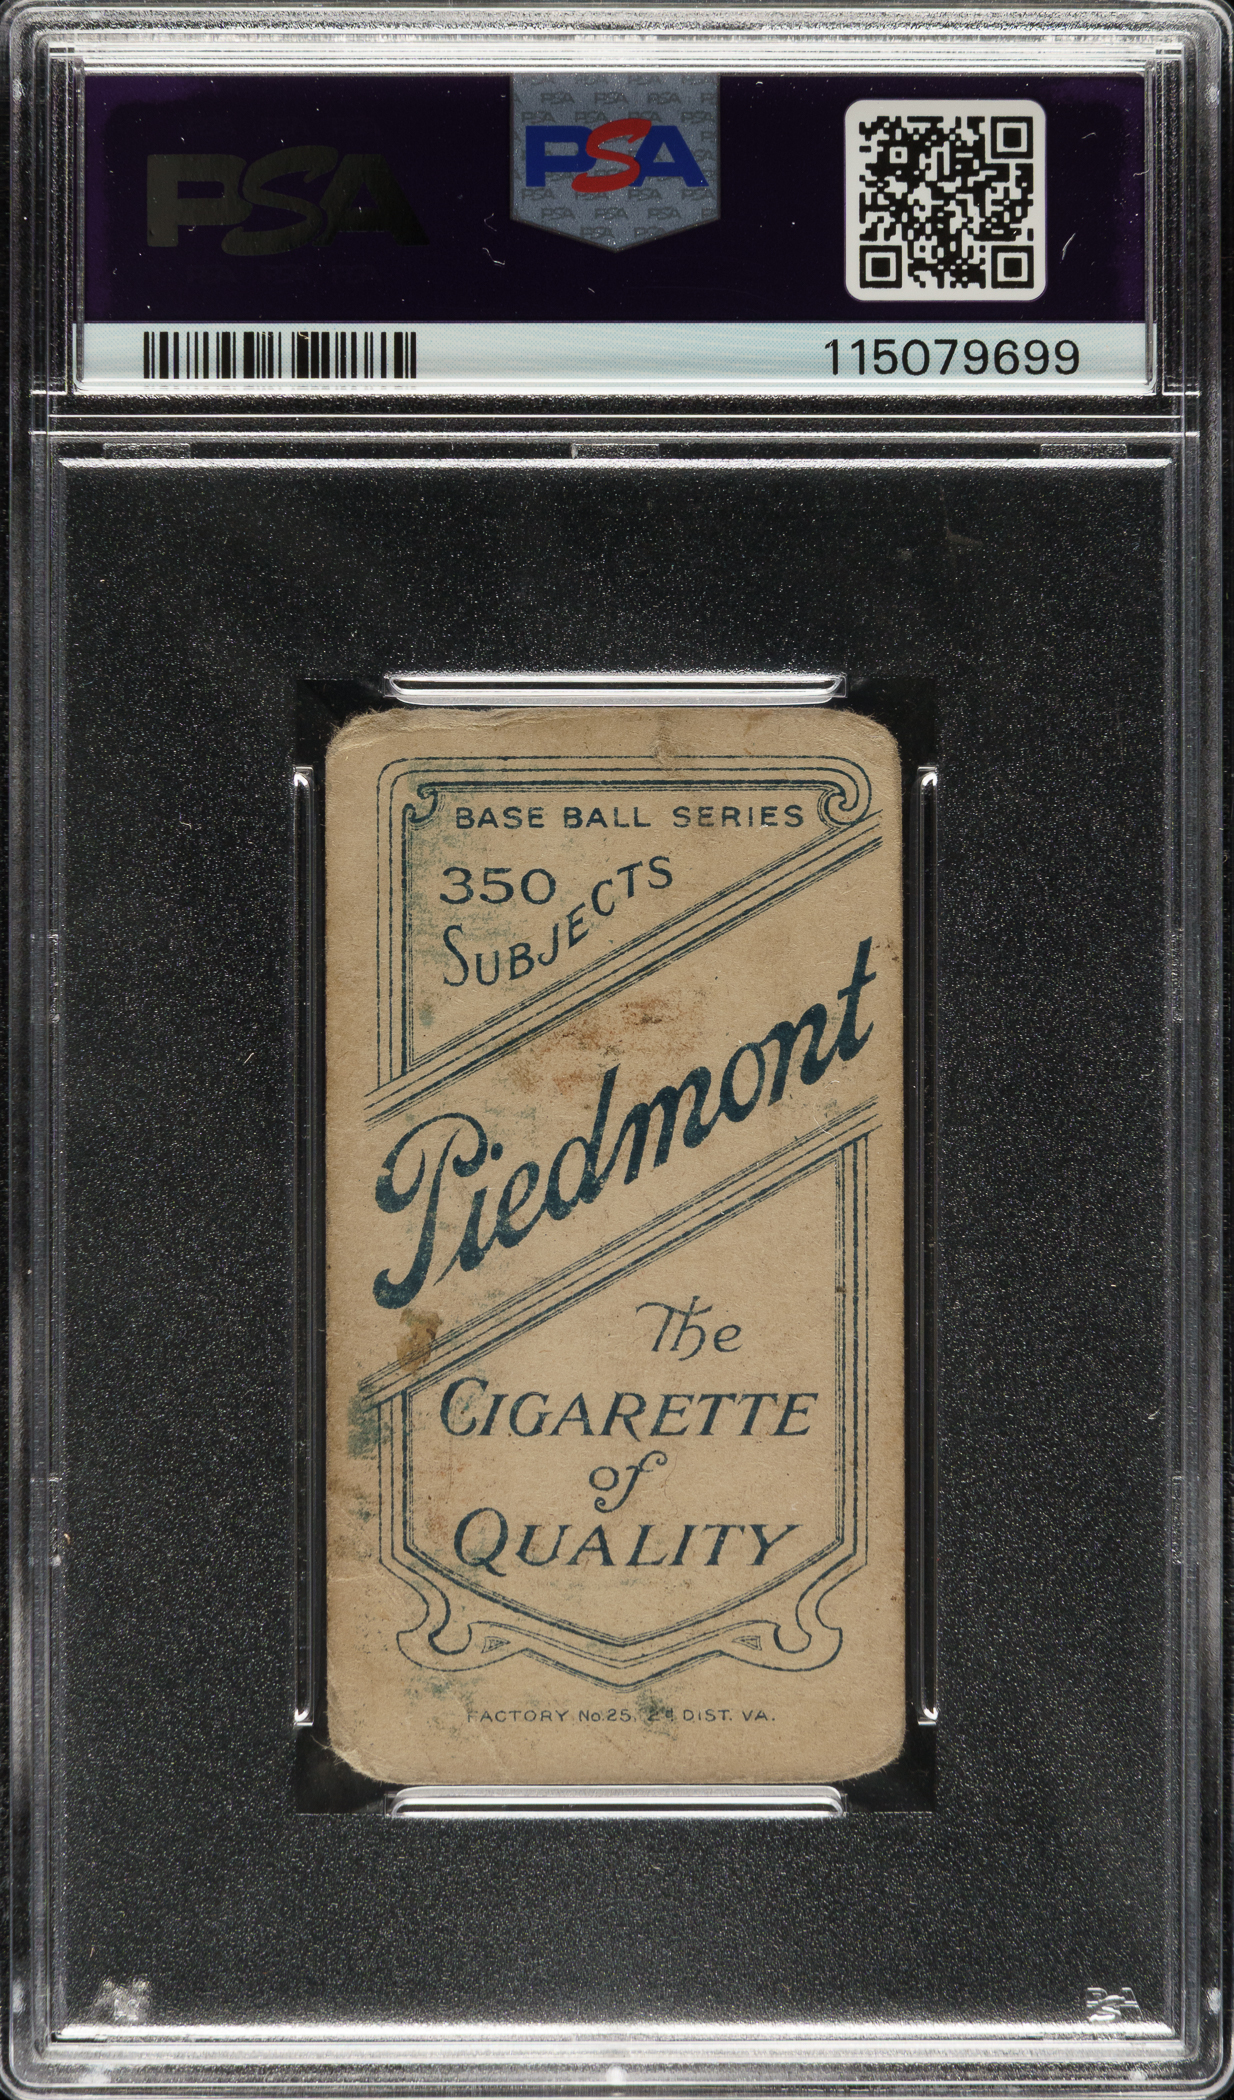 PSA
PSA
115079699
BASE BALL SERIES
350
SUBJECTS
Piedmont
The
CIGARETTE
of
QUALITY
FACTORY No. 25, 2d DIST. VA.
PSA